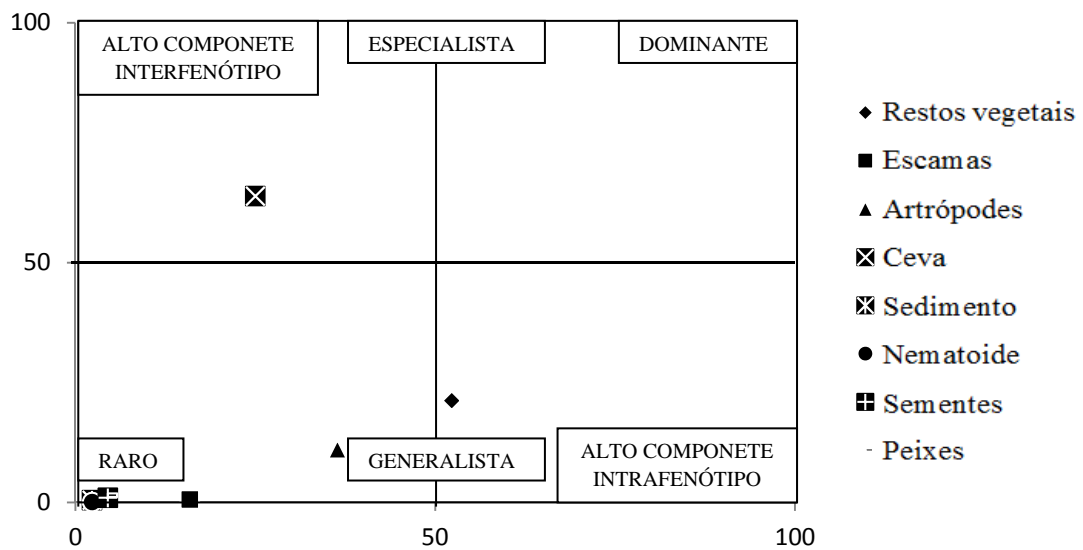 100
ALTO COMPONETE
INTERFENÓTIPO
ESPECIALISTA
DOMINANTE
50
RARO
GENERALISTA
ALTO COMPONETE
INTRAFENÓTIPO
0
0
50
100
Restos vegetais
Escamas
Artrópodes
Ceva
Sedimento
Nematoide
Sementes
Peixes